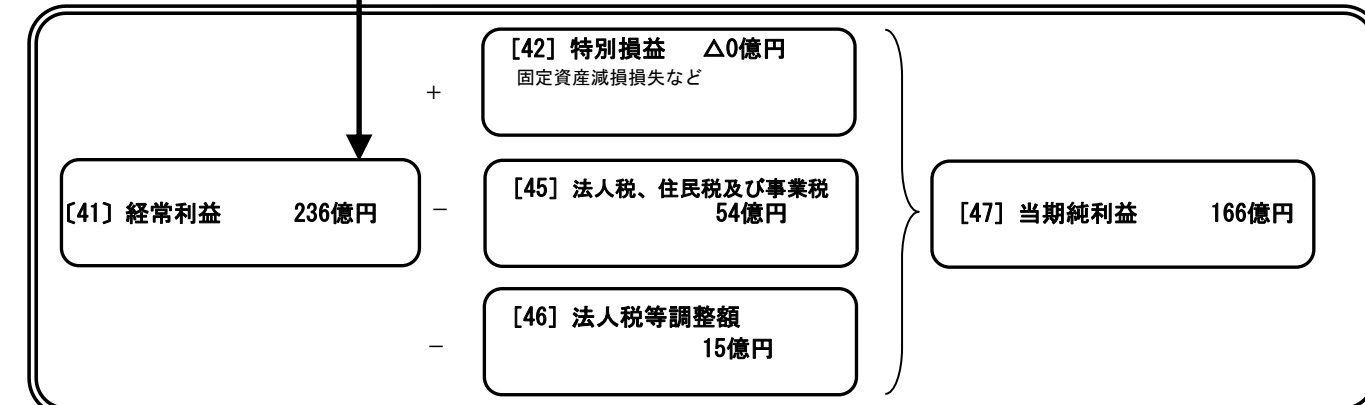 [42] 特別損益 △0億円
固定資産減損損失など
＋
〔41〕経常利益 236億円
－
[45] 法人税、住民税及び事業税
54億円
[47] 当期純利益 166億円
－
[46] 法人税等調整額
15億円